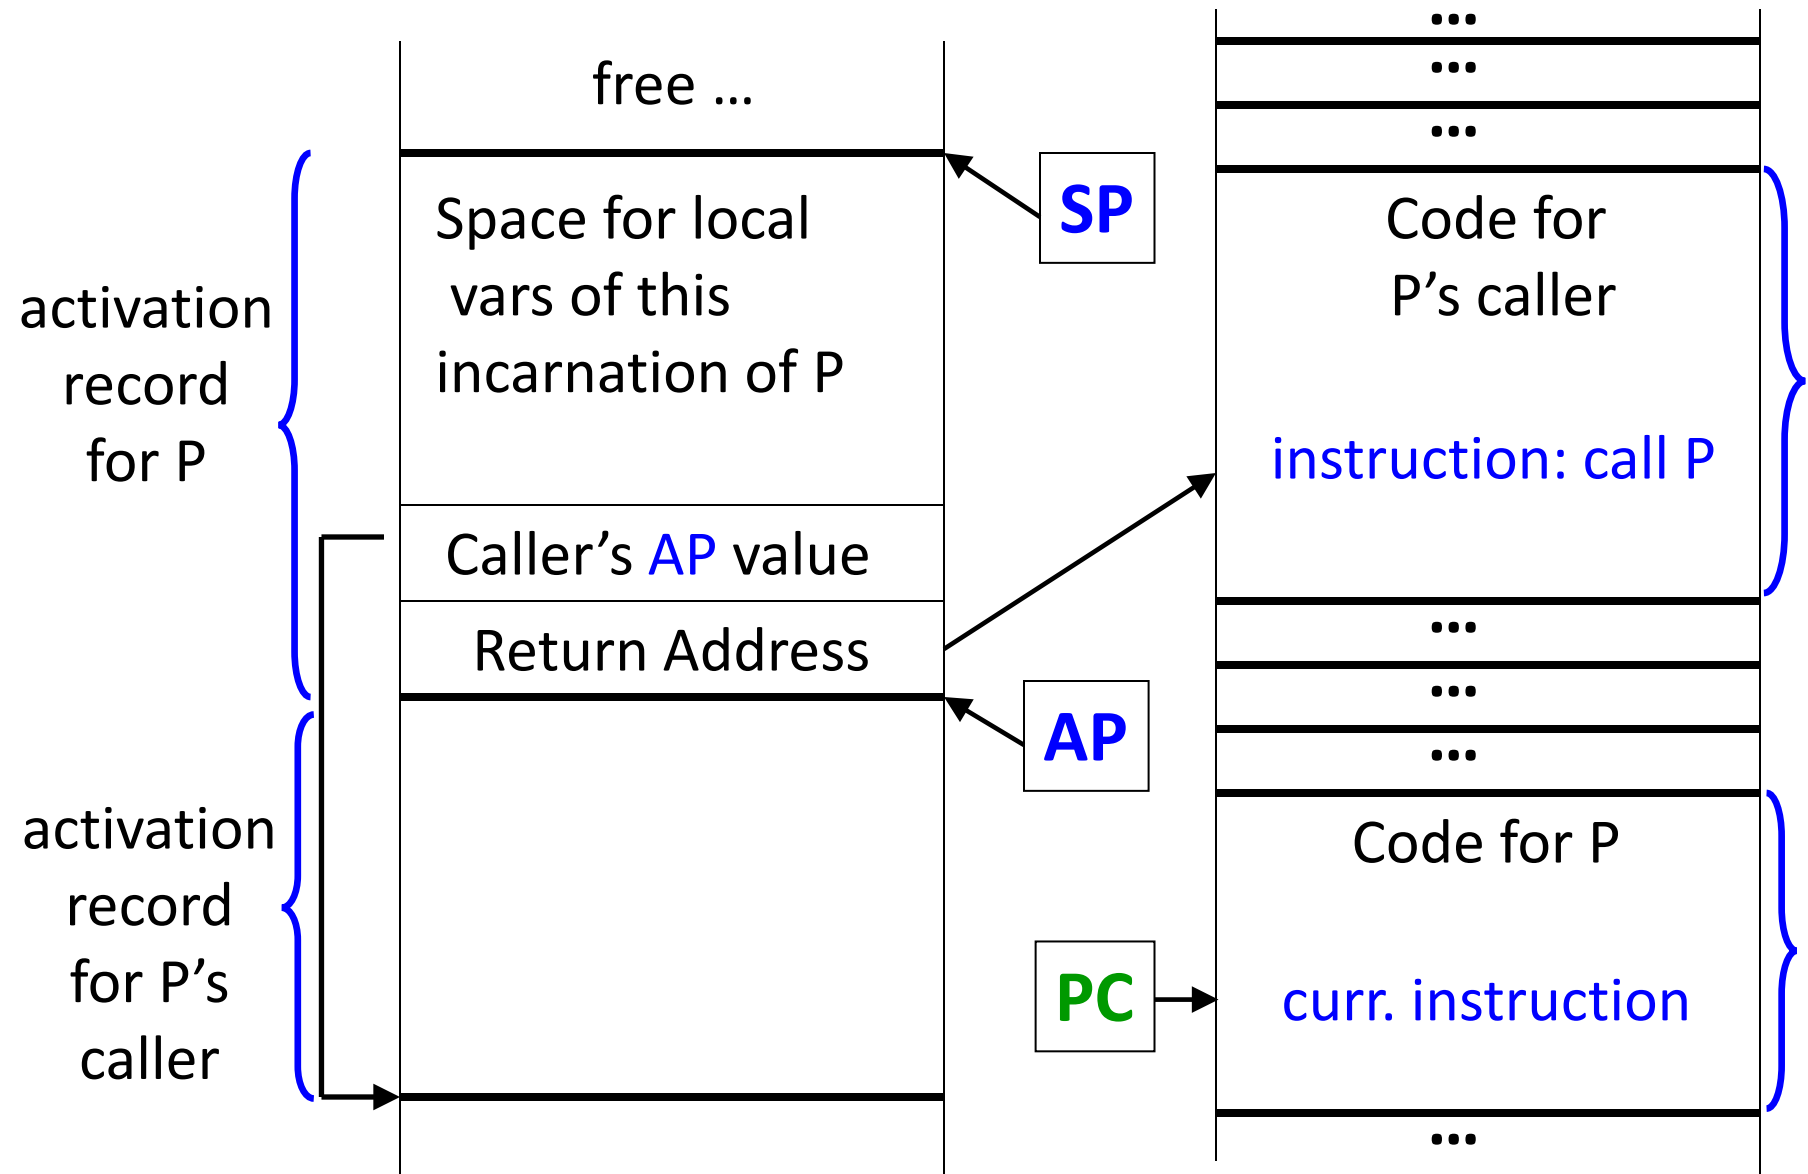 free ...
Space for local
vars of this
incarnation of P
Caller’s AP value
Return Address
activation
record
for P
activation
record
for P’s
caller
SP
AP
PC
...
...
...
Code for
P’s caller
instruction: call P
...
...
...
Code for P
curr. instruction
...